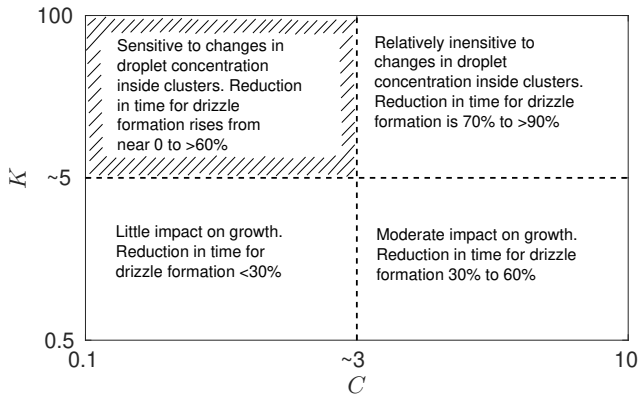 100
Sensitive to changes in
droplet concentration
inside clusters. Reduction
in time for drizzle
formation rises from
near 0 to >60%
Relatively inensitive to
changes in droplet
concentration inside clusters.
Reduction in time for drizzle
formation is 70% to >90%
K
~5
Little impact on growth.
Reduction in time for
drizzle formation <30%
Moderate impact on growth.
Reduction in time for drizzle
formation 30% to 60%
0.5
0.1
~3
10
C